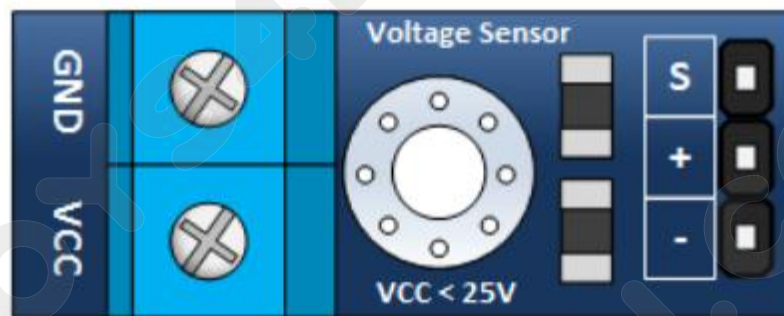 Voltage Sensor
GND
VCC
S
+
-
VCC < 25V